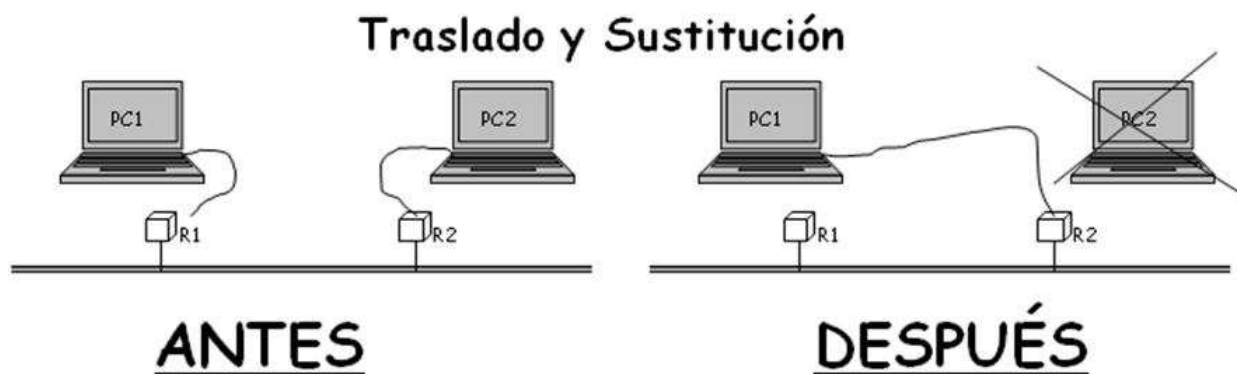 Traslado y Sustitución
PC1
PC2
R1
R2
ANTES
PC1
PC2
R1
R2
DESPUÉS